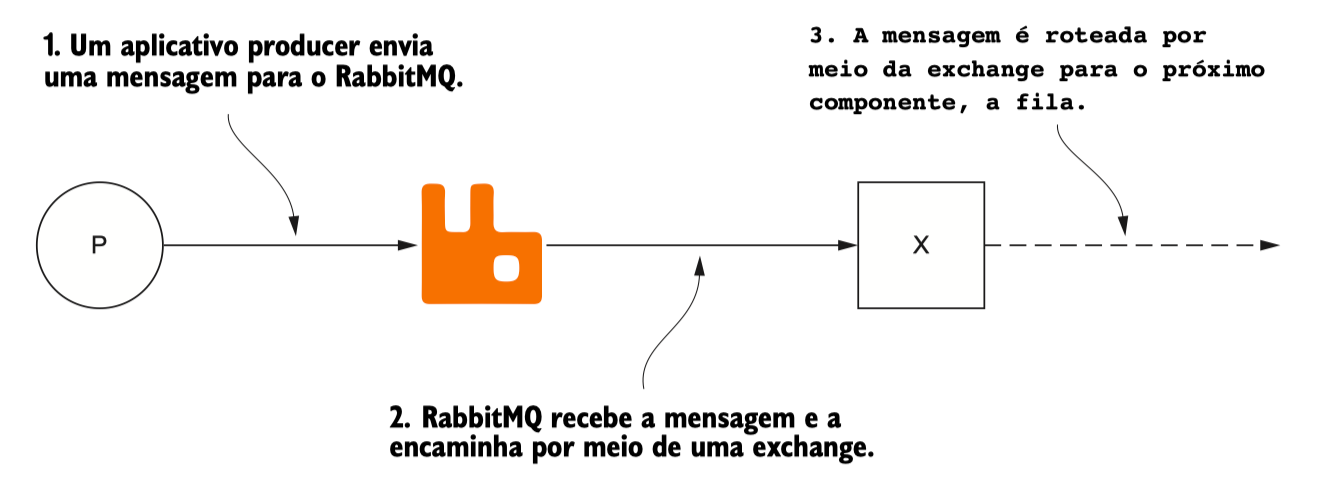 1. Um aplicativo producer envia
uma mensagem para o RabbitMQ.
3. A mensagem é roteada por
meio da exchange para o próximo
componente, a fila.
P
X
2. RabbitMQ recebe a mensagem e a
encaminha por meio de uma exchange.